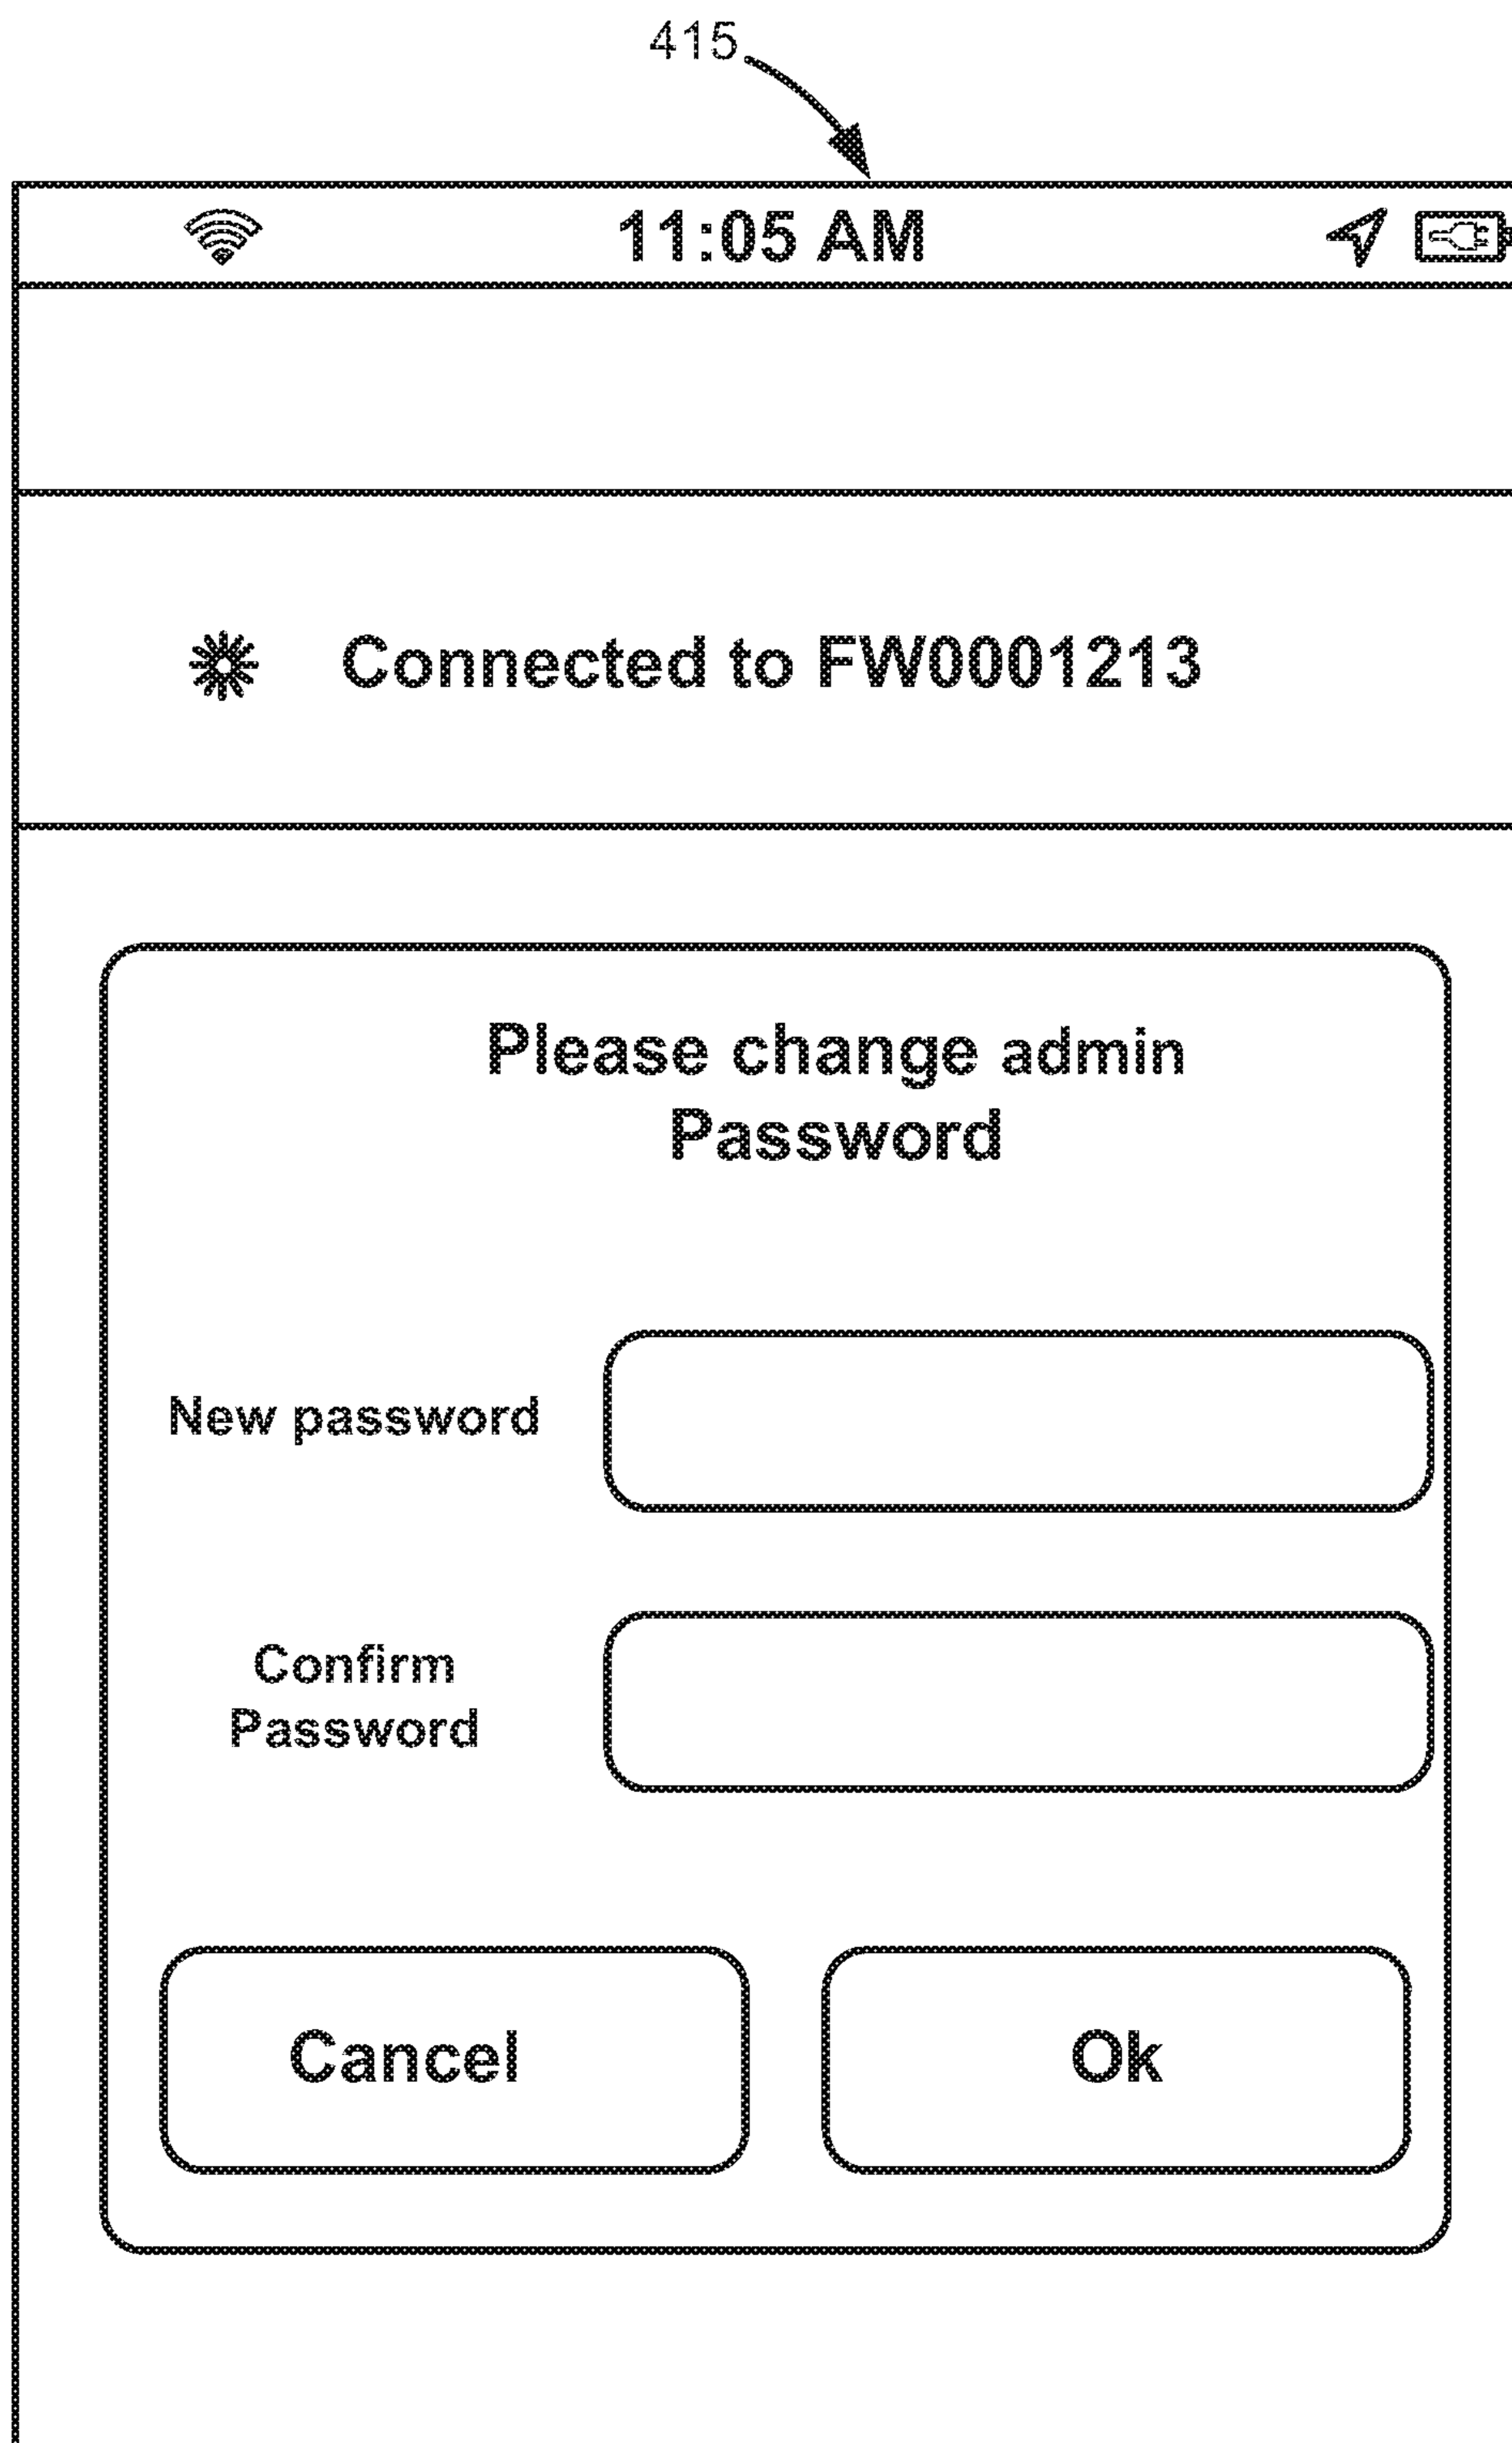 415
11:05 AM
Connected to FW0001213
Please change admin
Password
New password
Confirm
Password
Cancel
Ok